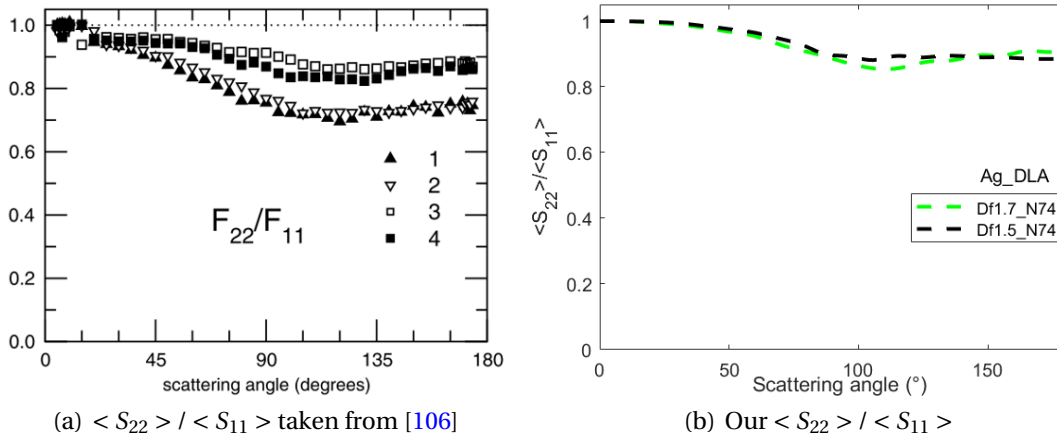 1.0
0.8
0.6
0.4
0.2
0.0
1
2
3
4
F22/F11
0
45
90
135
180
scattering angle (degrees)
(a) < S22 > / < S11 > taken from [106]
1
0.8
0.6
0.4
0.2
0
<S_22>/<S_11>
Ag_DLA
Df1.7_N74
Df1.5_N74
0
50
100
150
Scattering angle (°)
(b) Our < S22 > / < S11 >